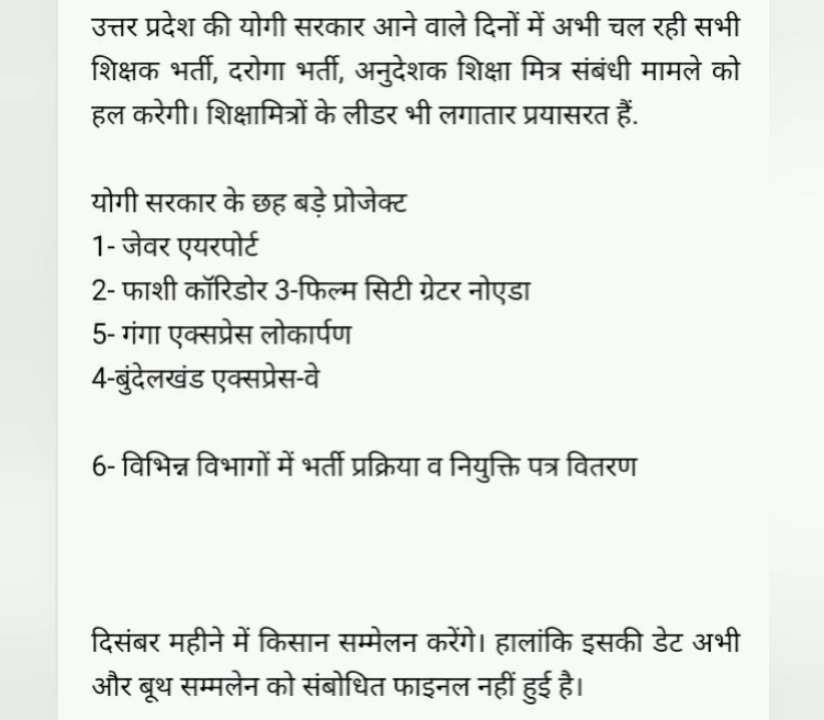 उत्तर प्रदेश की योगी सरकार आने वाले दिनों में अभी चल रही सभी
शिक्षक भर्ती, दरोगा भर्ती, अनुदेशक शिक्षा मित्र संबंधी मामले को
हल करेगी। शिक्षामित्रों के लीडर भी लगातार प्रयासरत हैं.
योगी सरकार के छह बड़े प्रोजेक्ट
1- जेवर एयरपोर्ट
2- फाशी कॉरिडोर 3-फिल्म सिटी ग्रेटर नोएडा
5- गंगा एक्सप्रेस लोकार्पण
4-बुंदेलखंड एक्सप्रेस-वे
6- विभिन्न विभागों में भर्ती प्रक्रिया व नियुक्ति पत्र वितरण
दिसंबर महीने में किसान सम्मेलन करेंगे। हालांकि इसकी डेट अभी
और बूथ सम्मलेन को संबोधित फाइनल नहीं हुई है।